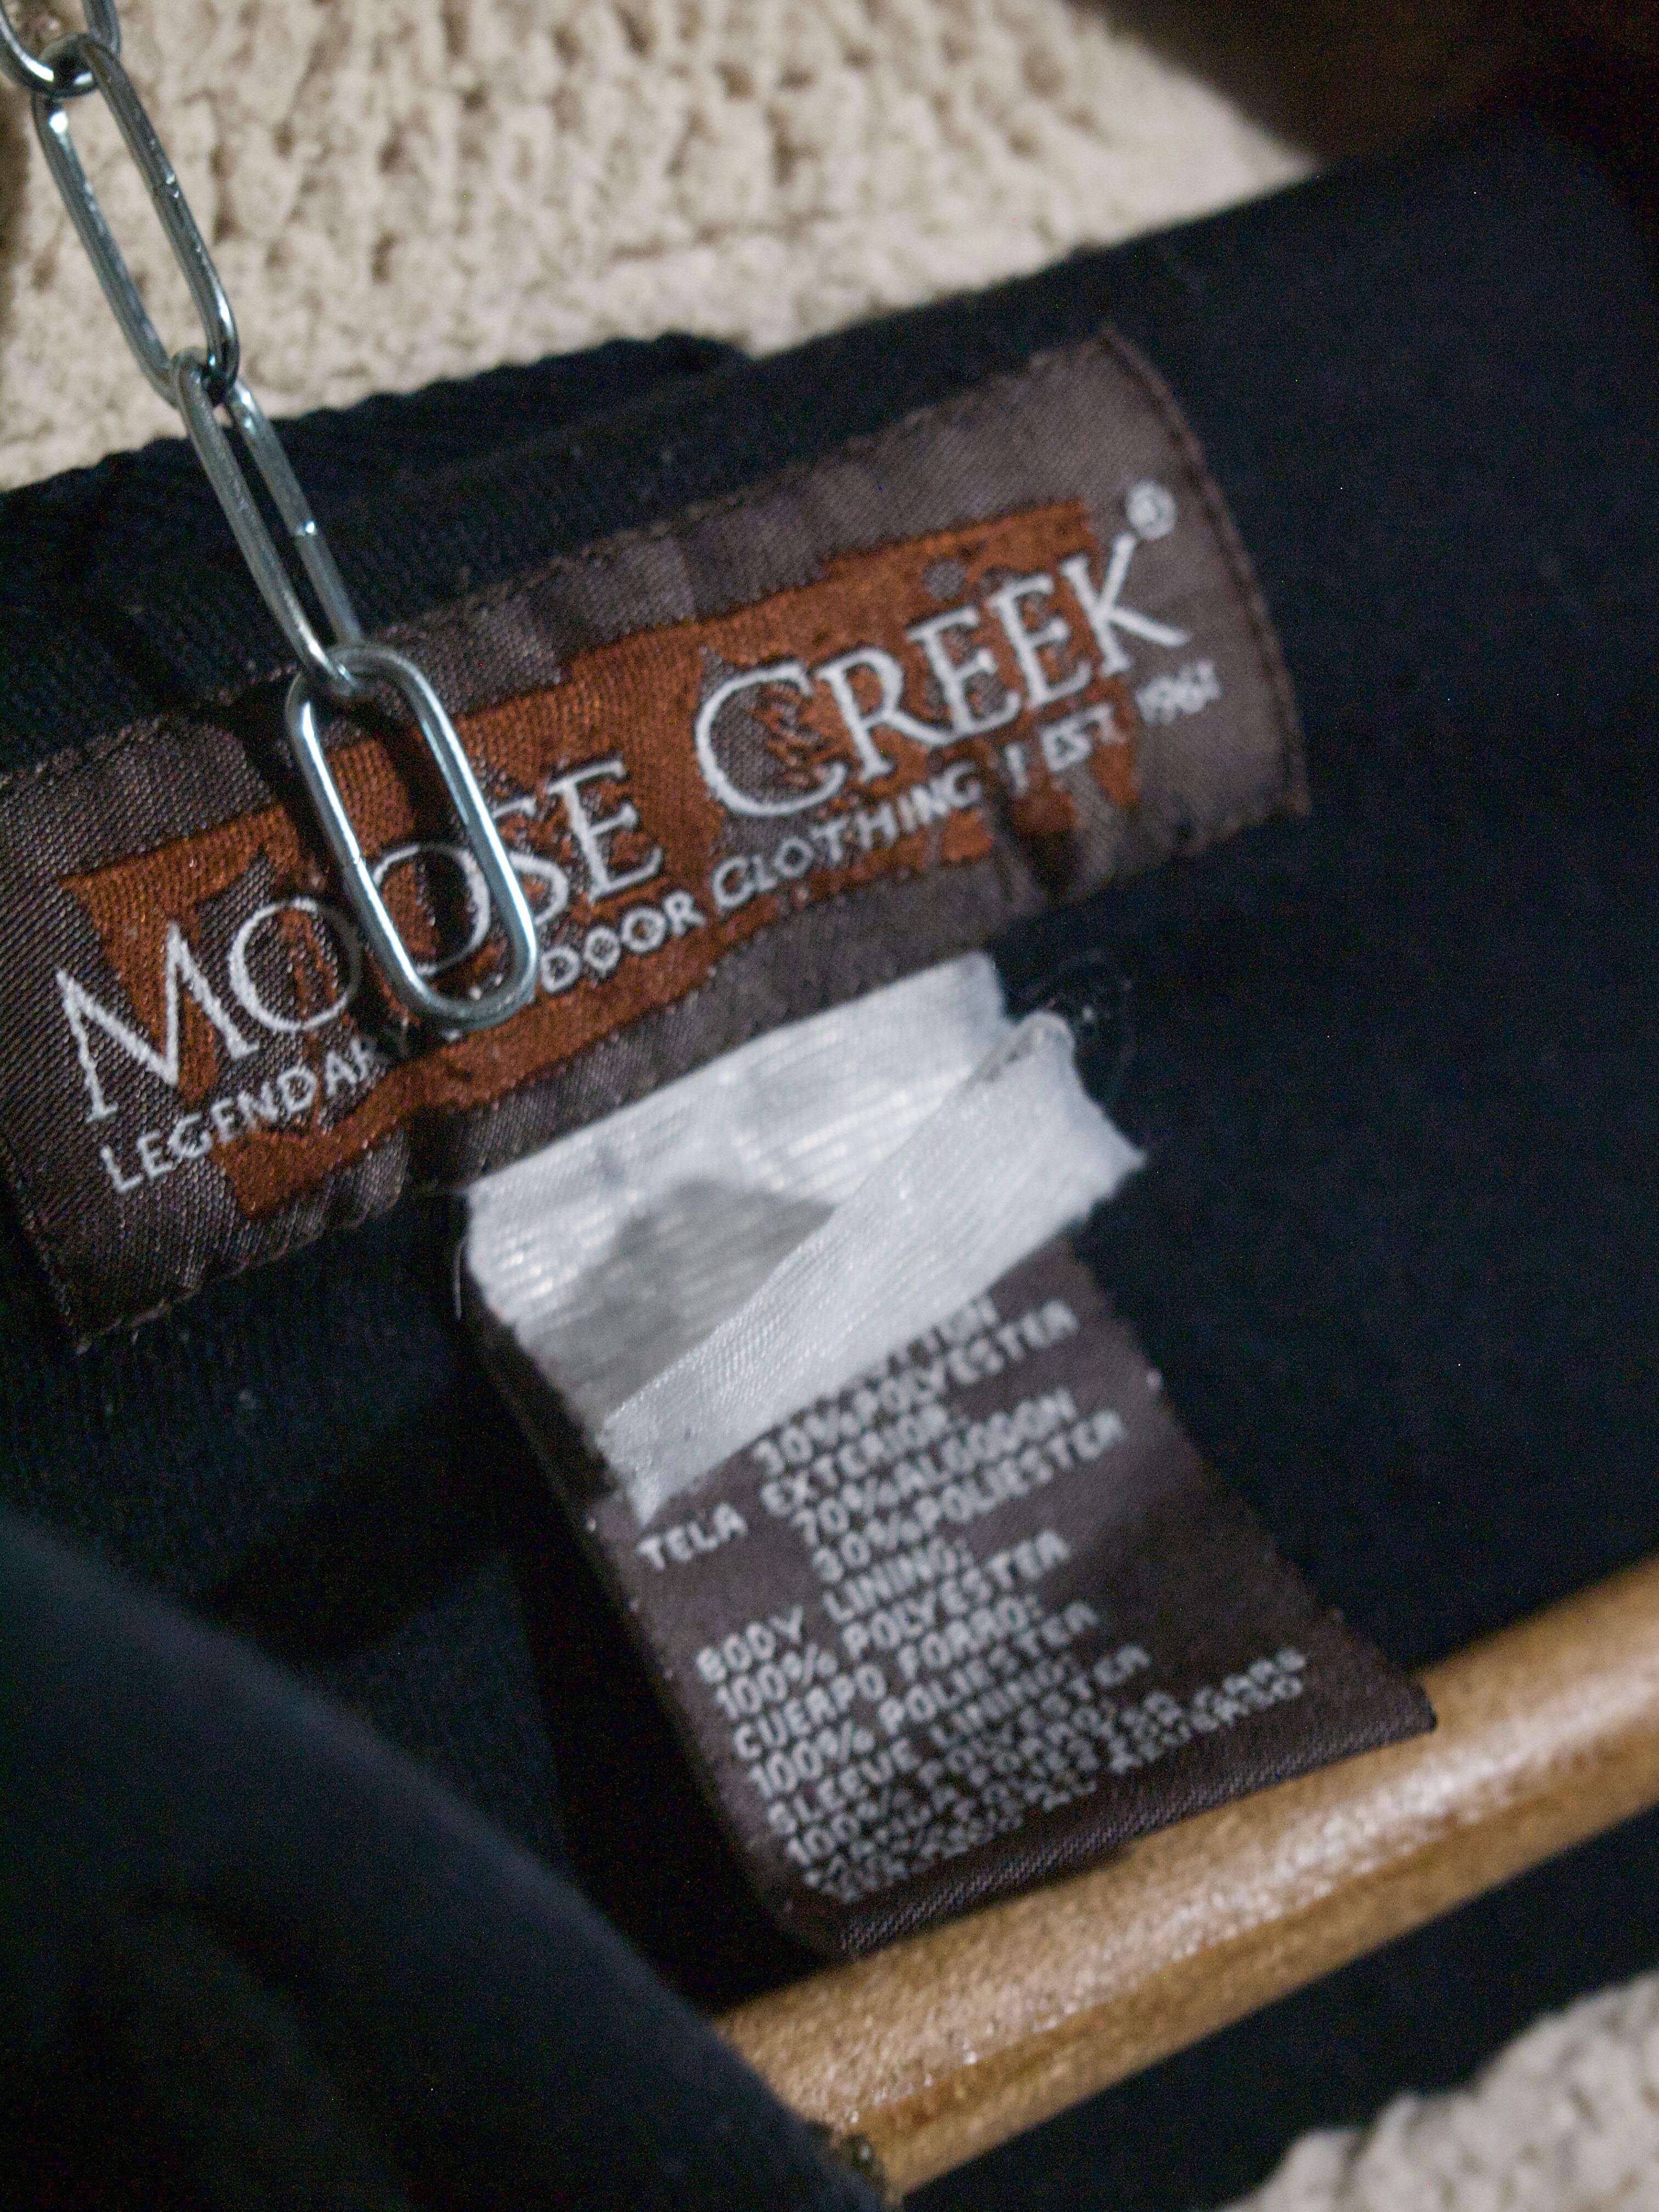 MOOSE CREEK®
LEGENDARY OUTDOOR CLOTHING | EST 1967
30% POLYESTER
TELA EXTERIOR:
70% ALGODON
30% POLIESTER
BODY LINING:
100% POLYESTER
CUERPO FORRO:
100% POLIESTER
SLEEVE LINING:
100% POLYESTER